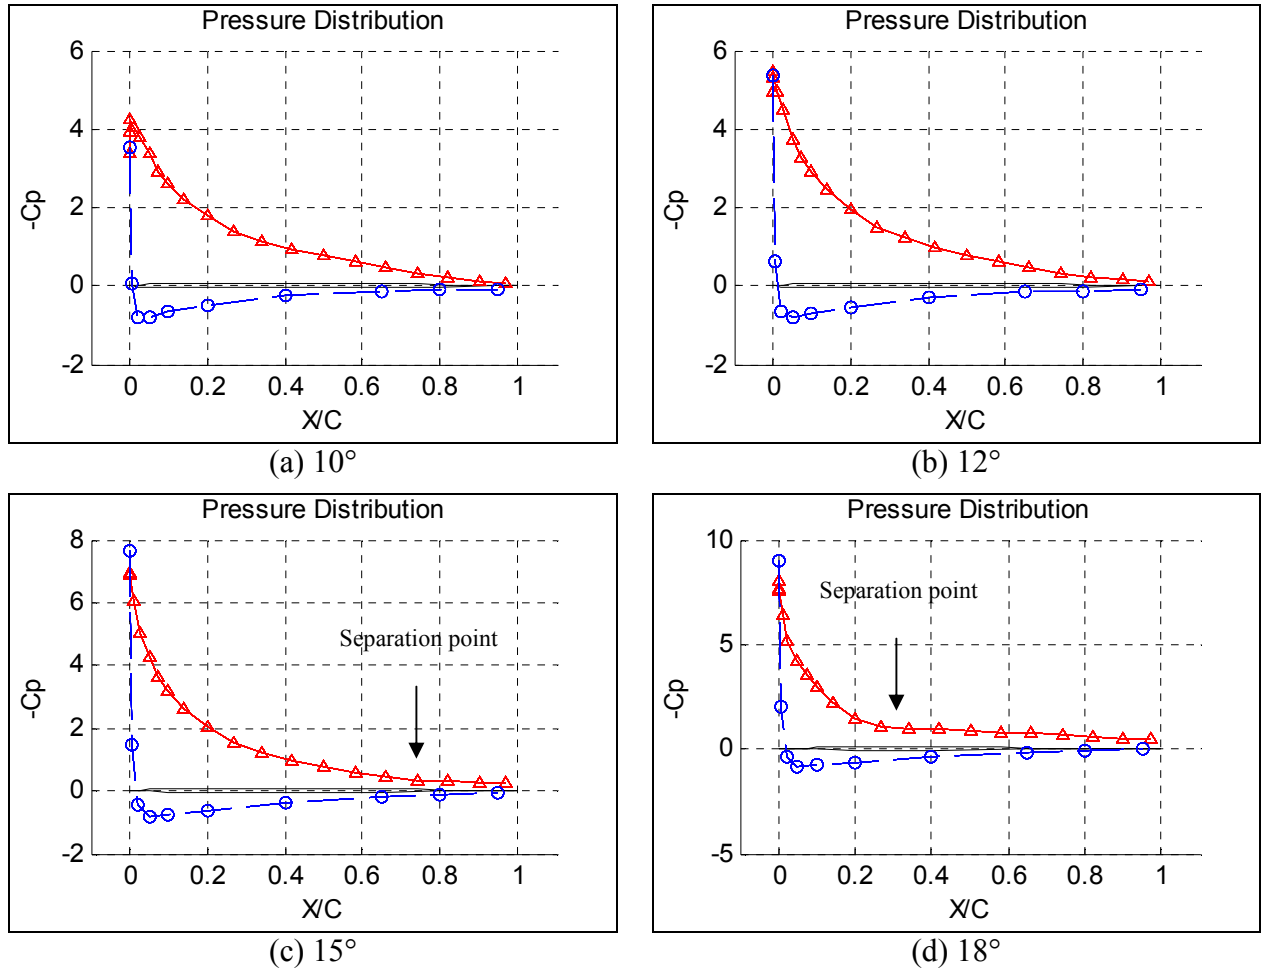 Pressure Distribution
6
4
2
0
-2
-Cp
0 0.2 0.4 0.6 0.8 1
X/C
(a) 10°
Pressure Distribution
6
4
2
0
-2
-Cp
0 0.2 0.4 0.6 0.8 1
X/C
(b) 12°
Pressure Distribution
8
6
4
2
0
-2
-Cp
Separation point
0 0.2 0.4 0.6 0.8 1
X/C
(c) 15°
Pressure Distribution
10
5
0
-5
-Cp
Separation point
0 0.2 0.4 0.6 0.8 1
X/C
(d) 18°